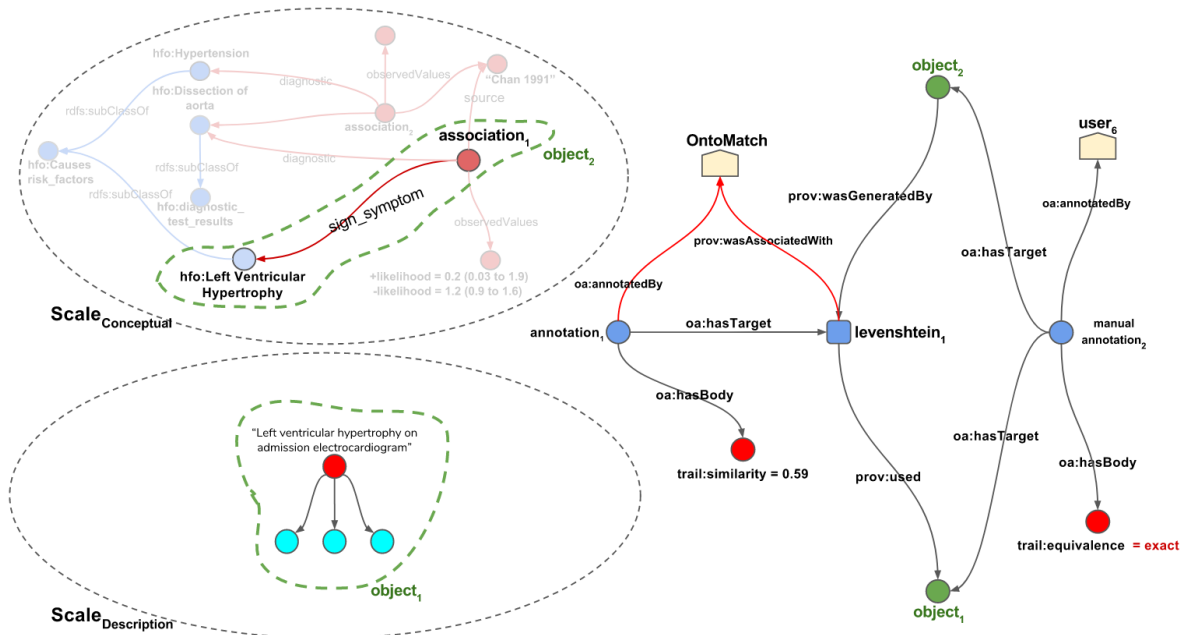 hfo:Hypertension
hfo:Dissection of
aorta
rdfs:subClassOf
hfo:Causes
risk_factors
rdfs:subClassOf
rdfs:subClassOf
hfo:diagnostic_
test_results
diagnostic
observedValues
"Chan 1991"
source
association2
diagnostic
association1
object2
sign_symptom
observedValues
hfo:Left Ventricular
Hypertrophy
+likelihood = 0.2 (0.03 to 1.9)
-likelihood = 1.2 (0.9 to 1.6)
ScaleConceptual
"Left ventricular hypertrophy on
admission electrocardiogram"
object1
ScaleDescription
OntoMatch
prov:wasAssociatedWith
oa:annotatedBy
annotation1
oa:hasTarget
levenshtein1
oa:hasBody
trail:similarity = 0.59
object2
prov:wasGeneratedBy
prov:used
object1
user6
oa:annotatedBy
oa:hasTarget
manual
annotation2
oa:hasTarget
oa:hasBody
trail:equivalence = exact